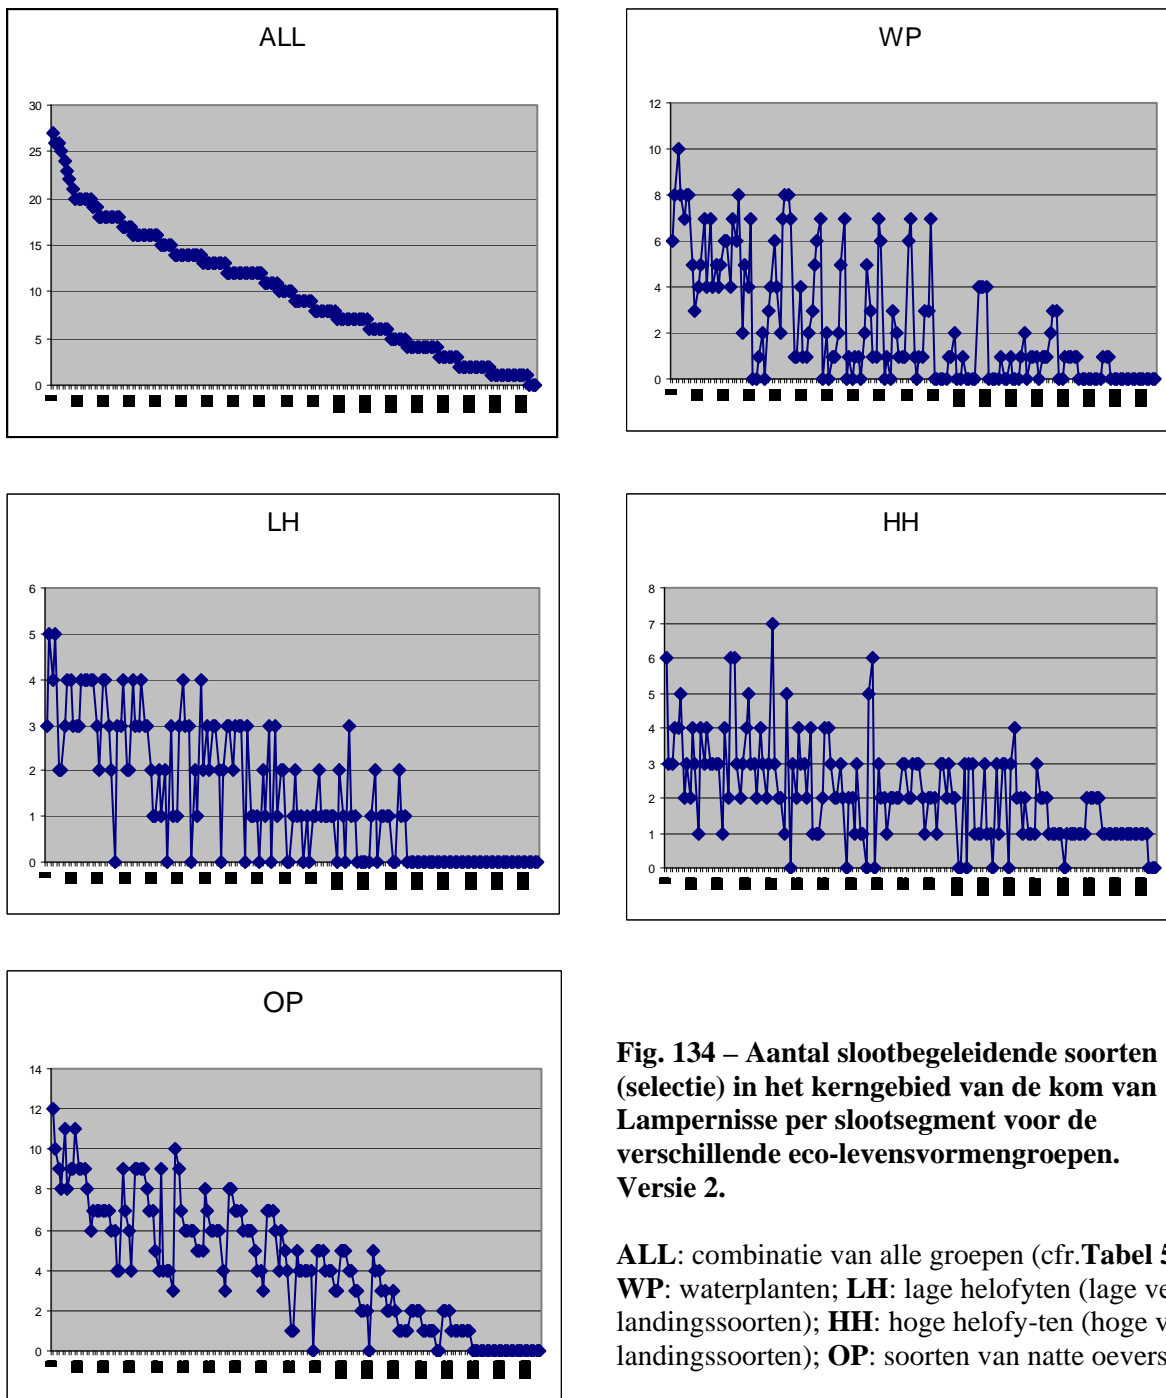 ALL
30
25
20
15
10
5
0
WP
12
10
8
6
4
2
0
LH
6
5
4
3
2
1
0
HH
8
7
6
5
4
3
2
1
0
OP
14
12
10
8
6
4
2
0
Fig. 134 – Aantal slootbegeleidende soorten
(selectie) in het kerngebied van de kom van
Lampernisse per slootsegment voor de
verschillende eco-levensvormengroepen.
Versie 2.
ALL: combinatie van alle groepen (cfr.Tabel 5
WP: waterplanten; LH: lage helofyten (lage ve
landingssoorten); HH: hoge helofy-ten (hoge v
landingssoorten); OP: soorten van natte oevers